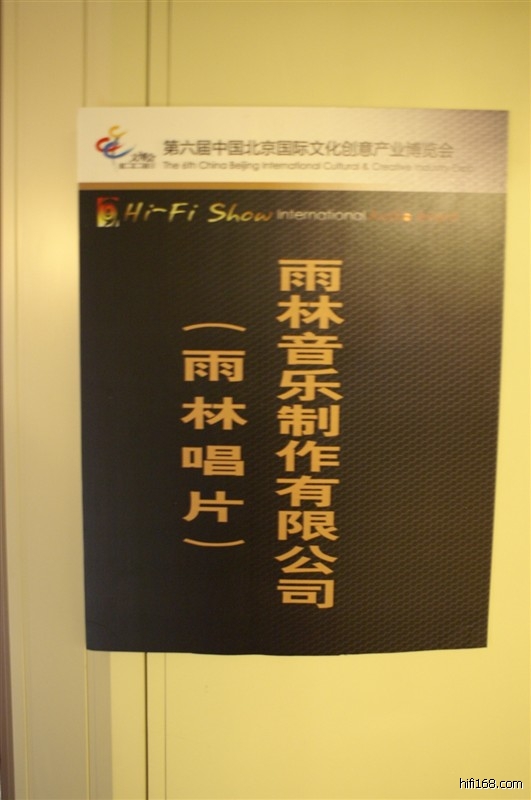 第六届中国北京国际文化创意产业博览会
The 6th China Beijing International Cultural & Creative
Hi-Fi Show International
雨林音乐制作有限公司
（雨林唱片）
hifi168.com